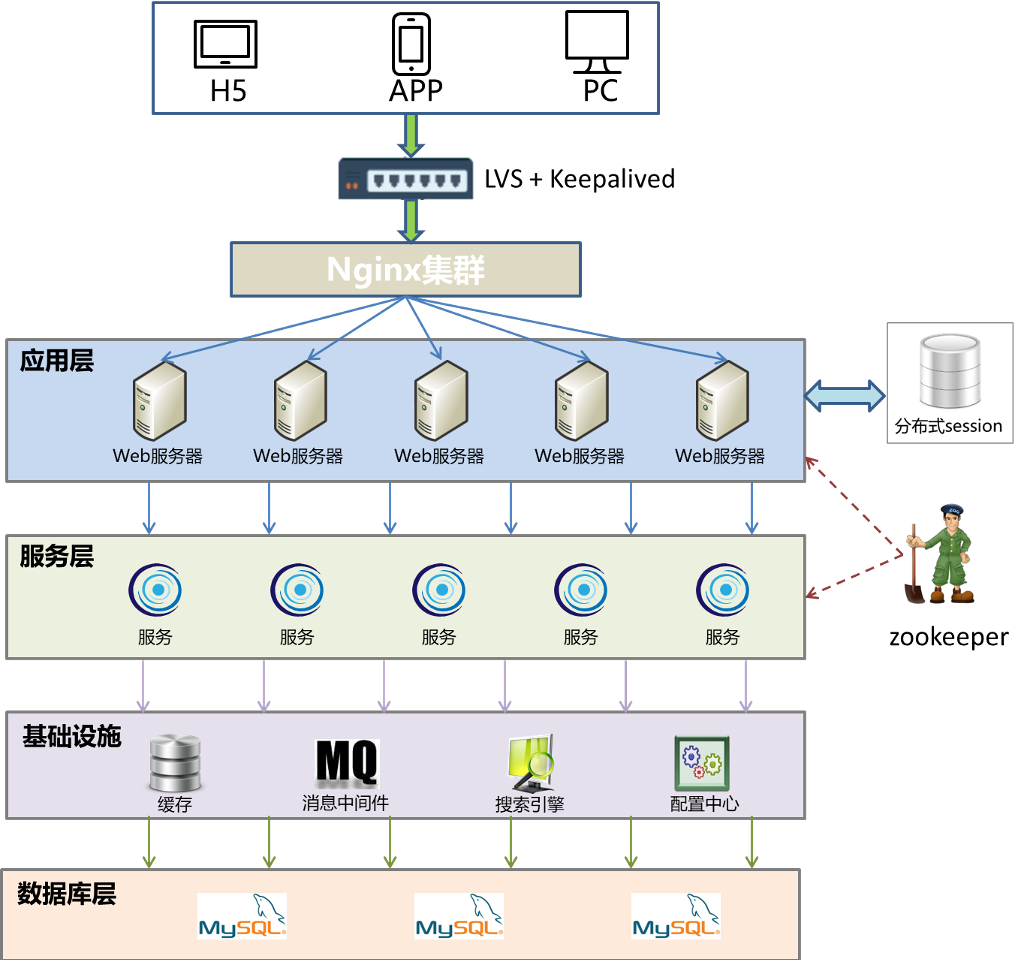 H5
APP
PC
LVS + Keepalived
Nginx集群
应用层
Web服务器
Web服务器
Web服务器
Web服务器
Web服务器
分布式session
服务层
服务
服务
服务
服务
服务
ZOO
zookeeper
基础设施
缓存
MQ
消息中间件
搜索引擎
配置中心
数据库层
MySQL
MySQL
MySQL